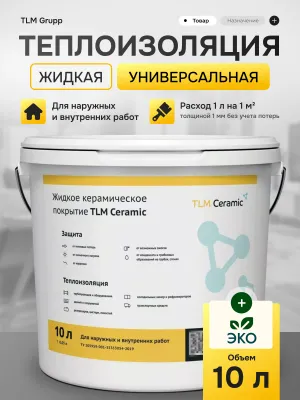 TLM Grupp
Товар
Назначение
ТЕПЛОИЗОЛЯЦИЯ
ЖИДКАЯ
УНИВЕРСАЛЬНАЯ
Для наружных
и внутренних работ
Расход 1 л на 1 м²
толщиной 1 мм без учета потерь
Жидкое керамическое
покрытие TLM Ceramic
TLM Ceramic
Защита
Теплоизоляция
10 л
Для наружных и внутренних работ
ЭКО
Объем
10 л